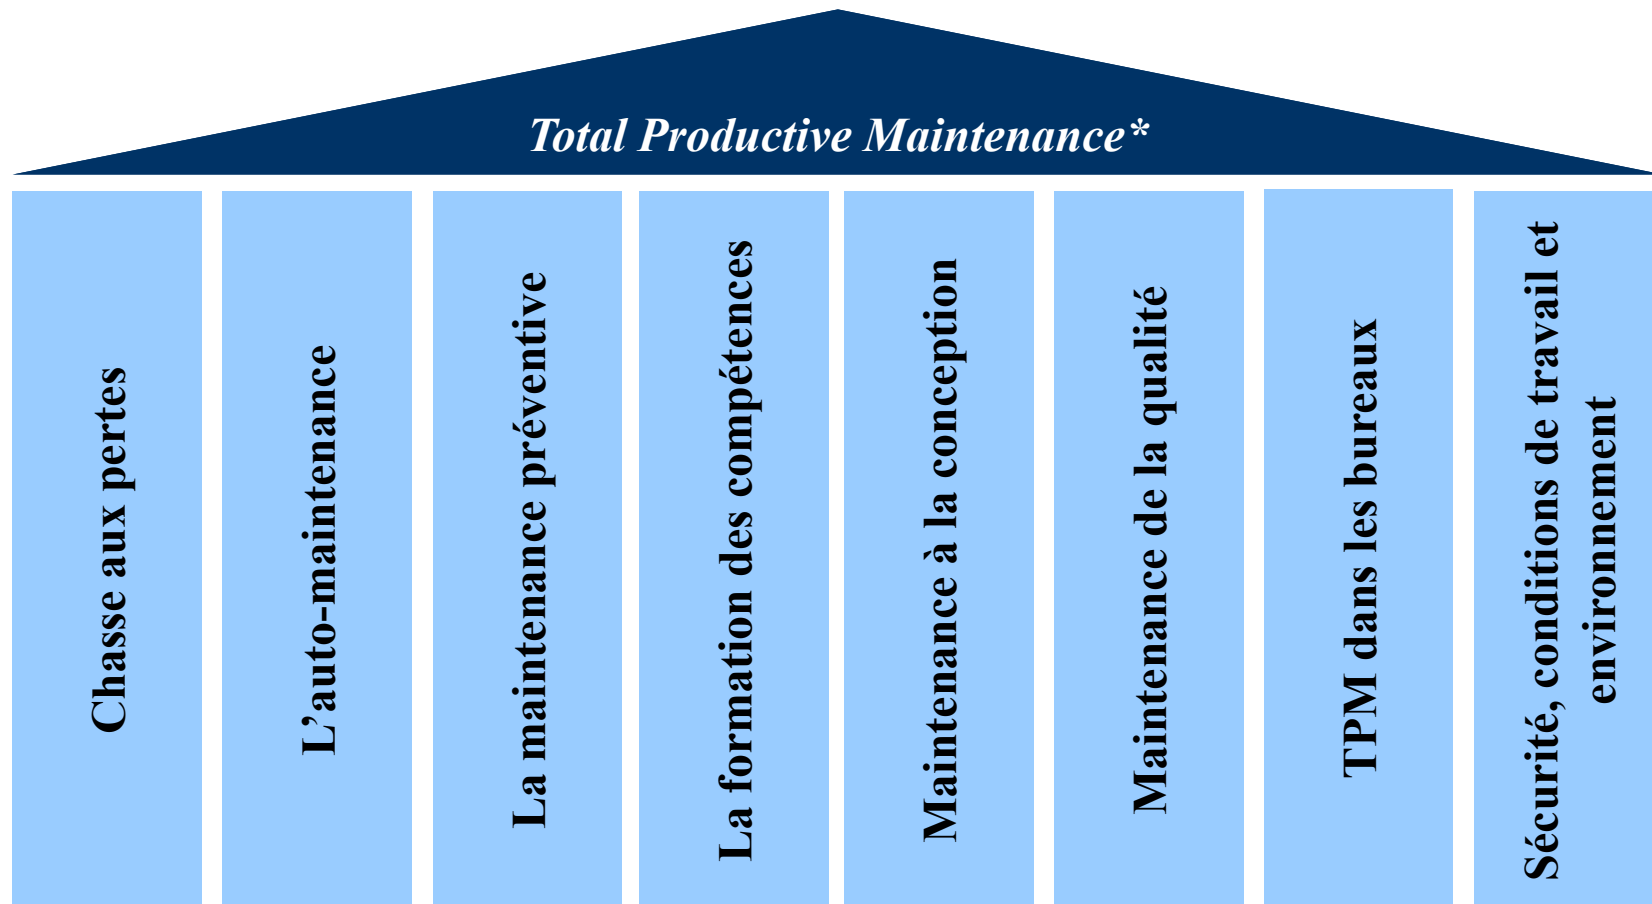 Total Productive Maintenance*
Chasse aux pertes
L’auto-maintenance
La maintenance préventive
La formation des compétences
Maintenance à la conception
Maintenance de la qualité
TPM dans les bureaux
Sécurité, conditions de travail et
environnement